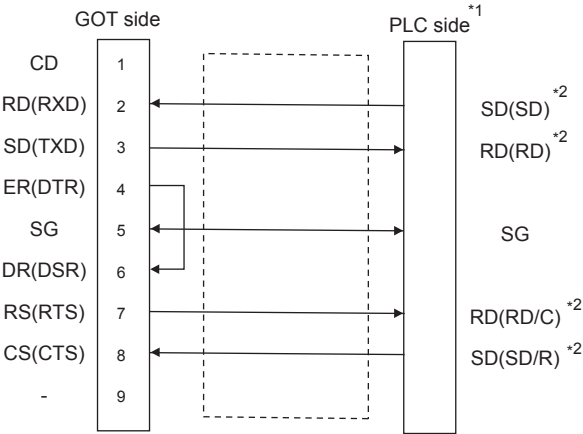 GOT side
PLC side*1
CD 1
RD(RXD) 2 SD(SD)*2
SD(TXD) 3 RD(RD)*2
ER(DTR) 4
SG 5 SG
DR(DSR) 6
RS(RTS) 7 RD(RD/C)*2
CS(CTS) 8 SD(SD/R)*2
- 9